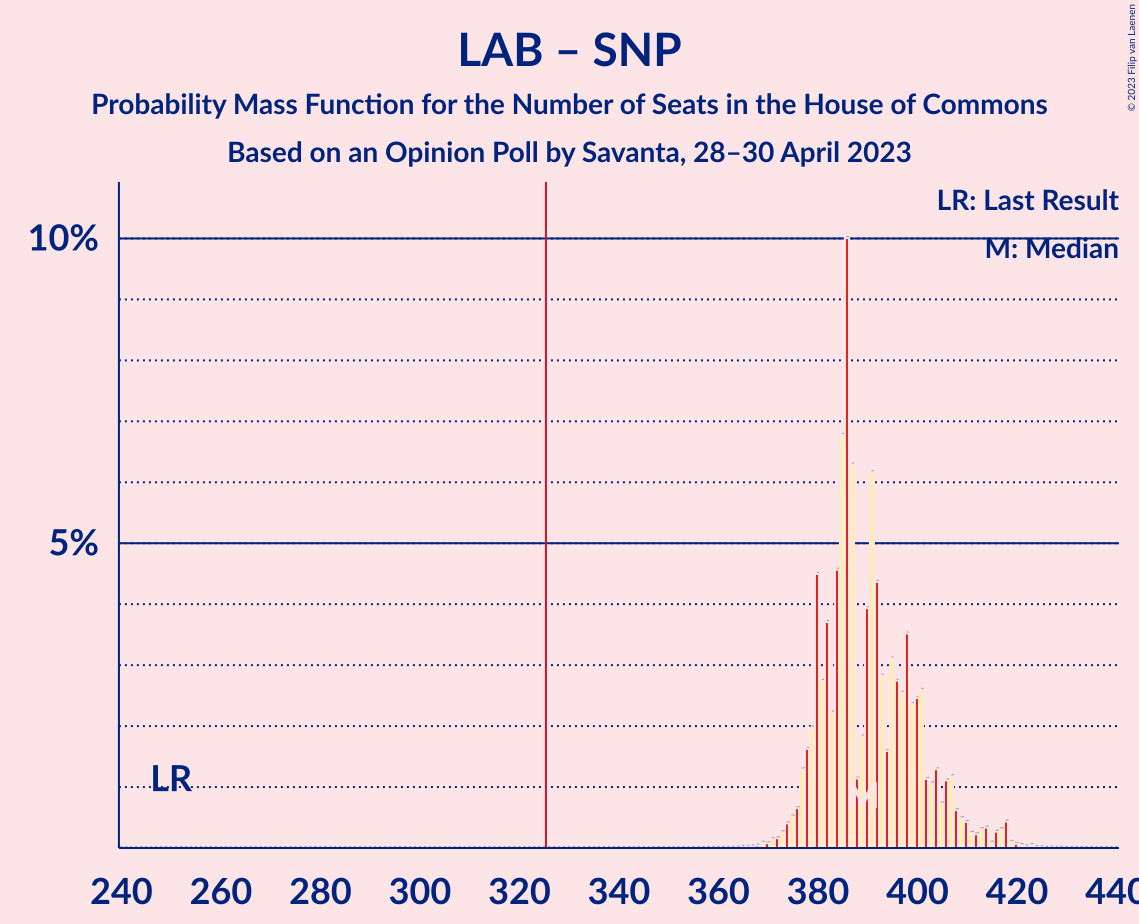 LAB – SNP
Probability Mass Function for the Number of Seats in the House of Commons
Based on an Opinion Poll by Savanta, 28–30 April 2023
© 2023 Filip van Laenen
LR: Last Result
M: Median
10%
5%
LR
M
240 260 280 300 320 340 360 380 400 420 440